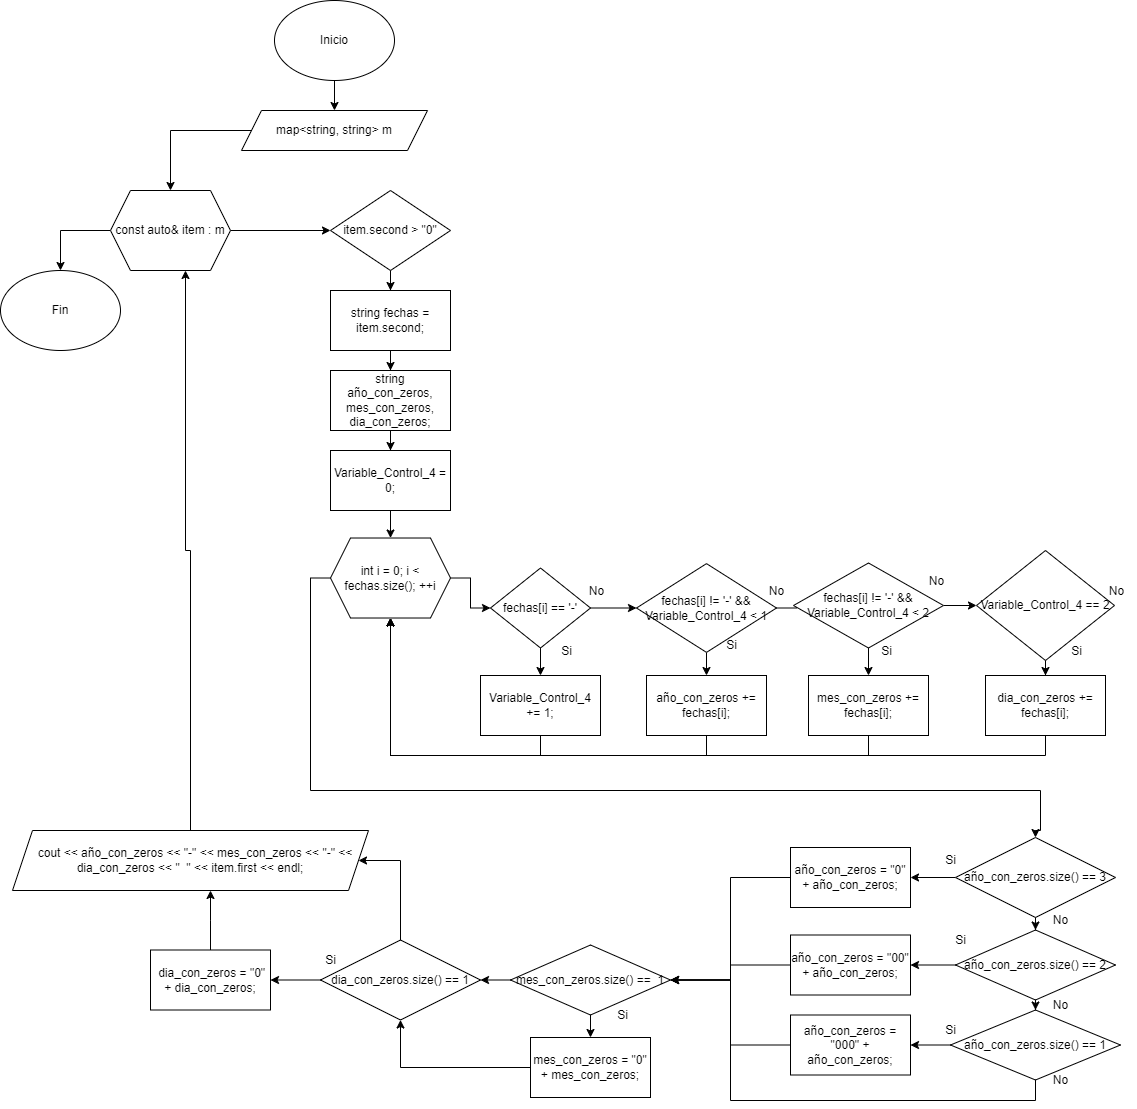 Inicio
map<string, string> m
const auto& item : m
item.second > "0"
Fin
string fechas =
item.second;
string
año_con_zeros,
mes_con_zeros,
dia_con_zeros;
Variable_Control_4 =
0;
int i = 0; i <
fechas.size(); ++i
fechas[i] == '-'
No
fechas[i] != '-' &&
Variable_Control_4 < 1
No
fechas[i] != '-' &&
Variable_Control_4 < 2
No
Variable_Control_4 == 2
No
Si
Si
Si
Si
Variable_Control_4
+= 1;
año_con_zeros +=
fechas[i];
mes_con_zeros +=
fechas[i];
dia_con_zeros +=
fechas[i];
cout << año_con_zeros << "-" << mes_con_zeros << "-" <<
dia_con_zeros << "  " << item.first << endl;
año_con_zeros = "0"
+ año_con_zeros;
Si
año_con_zeros.size() == 3
No
año_con_zeros = "00"
+ año_con_zeros;
Si
año_con_zeros.size() == 2
No
dia_con_zeros = "0"
+ dia_con_zeros;
Si
dia_con_zeros.size() == 1
mes_con_zeros.size() ==  1
Si
mes_con_zeros = "0"
+ mes_con_zeros;
año_con_zeros =
"000" +
año_con_zeros;
Si
año_con_zeros.size() == 1
No